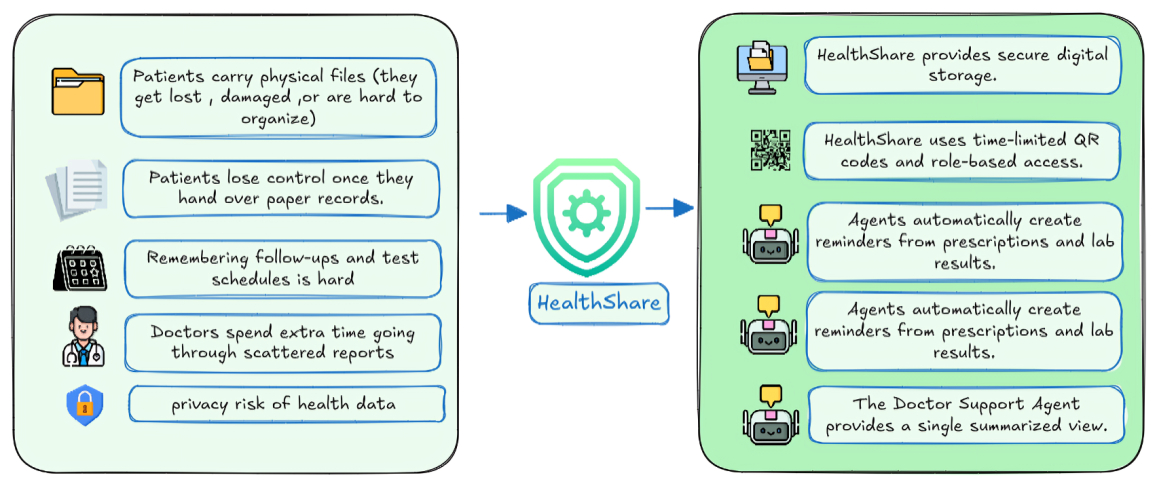 Patients carry physical files (they
get lost , damaged ,or are hard to
organize)
Patients lose control once they
hand over paper records.
Remembering follow-ups and test
schedules is hard
Doctors spend extra time going
through scattered reports
privacy risk of health data
HealthShare
HealthShare provides secure digital
storage.
HealthShare uses time-limited QR
codes and role-based access.
Agents automatically create
reminders from prescriptions and lab
results.
Agents automatically create
reminders from prescriptions and lab
results.
The Doctor Support Agent
provides a single summarized view.